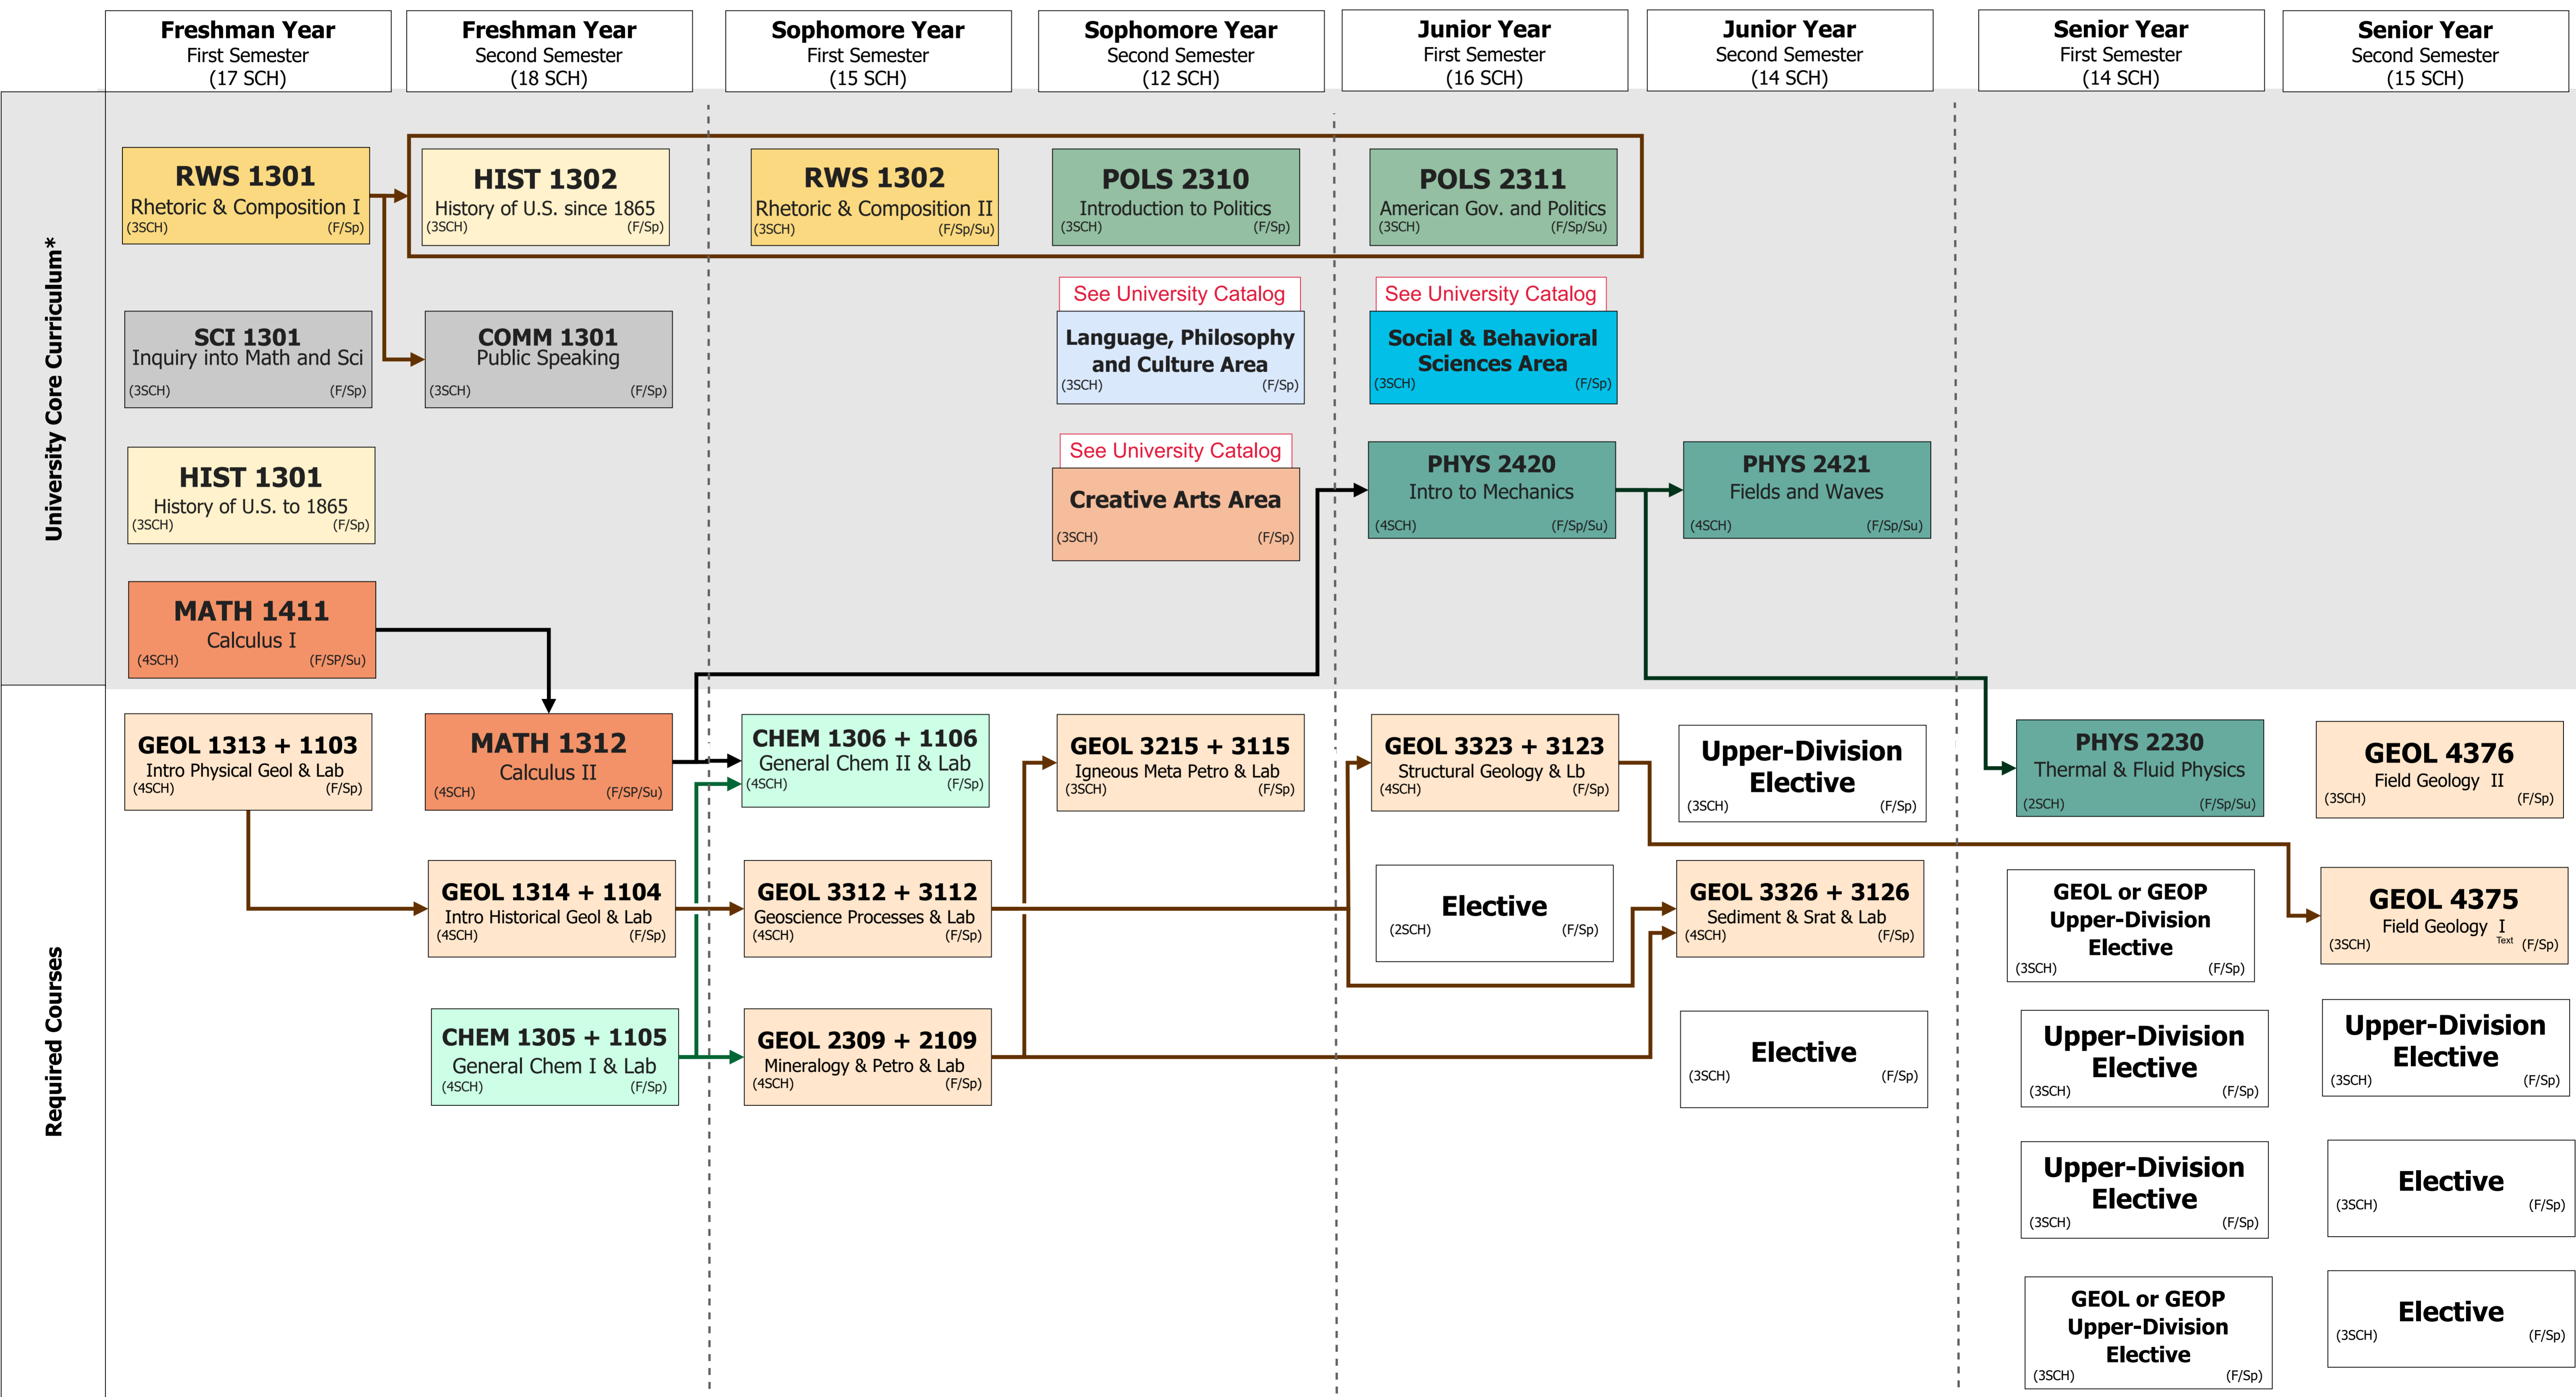 Freshman Year
First Semester
(17 SCH)
Freshman Year
Second Semester
(18 SCH)
Sophomore Year
First Semester
(15 SCH)
Sophomore Year
Second Semester
(12 SCH)
Junior Year
First Semester
(16 SCH)
Junior Year
Second Semester
(14 SCH)
Senior Year
First Semester
(14 SCH)
Senior Year
Second Semester
(15 SCH)
University Core Curriculum*
RWS 1301
Rhetoric & Composition I
(3SCH) (F/Sp)
HIST 1302
History of U.S. since 1865
(3SCH) (F/Sp)
RWS 1302
Rhetoric & Composition II
(3SCH) (F/Sp/Su)
POLS 2310
Introduction to Politics
(3SCH) (F/Sp)
POLS 2311
American Gov. and Politics
(3SCH) (F/Sp/Su)
SCI 1301
Inquiry into Math and Sci
(3SCH) (F/Sp)
COMM 1301
Public Speaking
(3SCH) (F/Sp)
See University Catalog
Language, Philosophy
and Culture Area
(3SCH) (F/Sp)
See University Catalog
Social & Behavioral
Sciences Area
(3SCH) (F/Sp)
HIST 1301
History of U.S. to 1865
(3SCH) (F/Sp)
See University Catalog
Creative Arts Area
(3SCH) (F/Sp)
PHYS 2420
Intro to Mechanics
(4SCH) (F/Sp/Su)
PHYS 2421
Fields and Waves
(4SCH) (F/Sp/Su)
MATH 1411
Calculus I
(4SCH) (F/SP/Su)
Required Courses
GEOL 1313 + 1103
Intro Physical Geol & Lab
(4SCH) (F/Sp)
MATH 1312
Calculus II
(4SCH) (F/SP/Su)
CHEM 1306 + 1106
General Chem II & Lab
(4SCH) (F/Sp)
GEOL 3215 + 3115
Igneous Meta Petro & Lab
(3SCH) (F/Sp)
GEOL 3323 + 3123
Structural Geology & Lb
(4SCH) (F/Sp)
Upper-Division
Elective
(3SCH) (F/Sp)
PHYS 2230
Thermal & Fluid Physics
(2SCH) (F/Sp/Su)
GEOL 4376
Field Geology II
(3SCH) (F/Sp)
GEOL 1314 + 1104
Intro Historical Geol & Lab
(4SCH) (F/Sp)
GEOL 3312 + 3112
Geoscience Processes & Lab
(4SCH) (F/Sp)
Elective
(2SCH) (F/Sp)
GEOL 3326 + 3126
Sediment & Srat & Lab
(4SCH) (F/Sp)
GEOL or GEOP
Upper-Division
Elective
(3SCH) (F/Sp)
GEOL 4375
Field Geology I
Text
(3SCH) (F/Sp)
CHEM 1305 + 1105
General Chem I & Lab
(4SCH) (F/Sp)
GEOL 2309 + 2109
Mineralogy & Petro & Lab
(4SCH) (F/Sp)
Elective
(3SCH) (F/Sp)
Upper-Division
Elective
(3SCH) (F/Sp)
Upper-Division
Elective
(3SCH) (F/Sp)
Upper-Division
Elective
(3SCH) (F/Sp)
Elective
(3SCH) (F/Sp)
GEOL or GEOP
Upper-Division
Elective
(3SCH) (F/Sp)
Elective
(3SCH) (F/Sp)